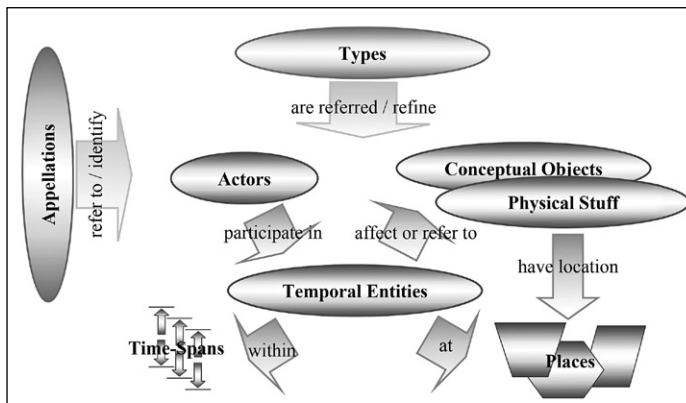 Types
are referred / refine
Appellations
refer to / identify
Actors
Conceptual Objects
Physical Stuff
participate in
affect or refer to
have location
Temporal Entities
Time-Spans
within
at
Places